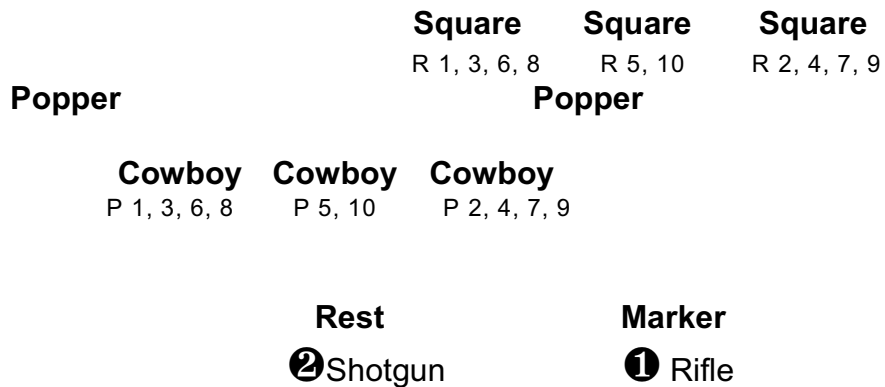 Square Square Square
R 1, 3, 6, 8 R 5, 10 R 2, 4, 7, 9
Popper Popper
Cowboy Cowboy Cowboy
P 1, 3, 6, 8 P 5, 10 P 2, 4, 7, 9
Rest Marker
❷Shotgun ❶ Rifle